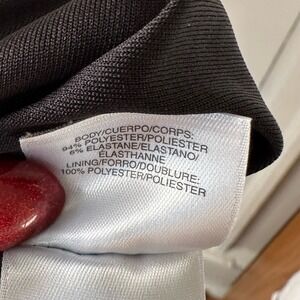 BODY/CUERPO/CORPS:
94% POLYESTER/POLIESTER
6% ELASTANE/ELASTANO/
ELASTHANNE
LINING/FORRO/DOUBLURE:
100% POLYESTER/POLIESTER